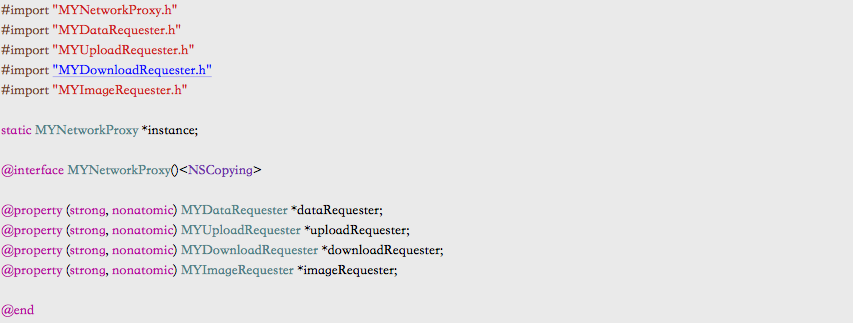 #import "MYNetworkProxy.h"
#import "MYDataRequester.h"
#import "MYUploadRequester.h"
#import "MYDownloadRequester.h"
#import "MYImageRequester.h"
static MYNetworkProxy *instance;
@interface MYNetworkProxy()<NSCopying>
@property (strong, nonatomic) MYDataRequester *dataRequester;
@property (strong, nonatomic) MYUploadRequester *uploadRequester;
@property (strong, nonatomic) MYDownloadRequester *downloadRequester;
@property (strong, nonatomic) MYImageRequester *imageRequester;
@end